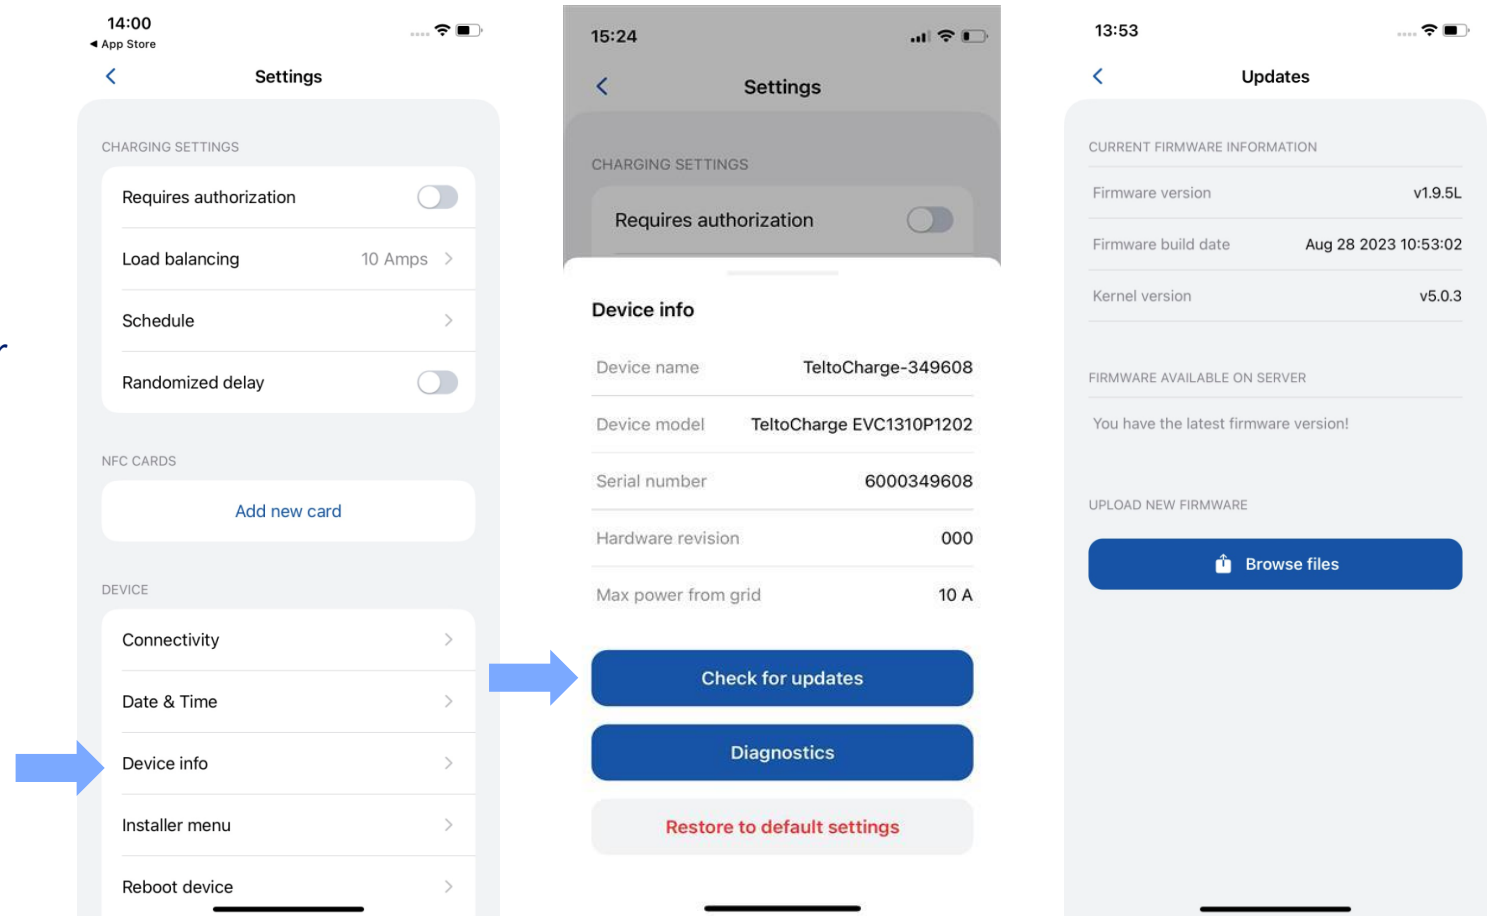 14:00
App Store
Settings
CHARGING SETTINGS
Requires authorization
Load balancing 10 Amps
Schedule
Randomized delay
NFC CARDS
Add new card
DEVICE
Connectivity
Date & Time
Device info
Installer menu
Reboot device
15:24
Settings
CHARGING SETTINGS
Requires authorization
Device info
Device name TeltoCharge-349608
Device model TeltoCharge EVC1310P1202
Serial number 6000349608
Hardware revision 000
Max power from grid 10 A
Check for updates
Diagnostics
Restore to default settings
13:53
Updates
CURRENT FIRMWARE INFORMATION
Firmware version v1.9.5L
Firmware build date Aug 28 2023 10:53:02
Kernel version v5.0.3
FIRMWARE AVAILABLE ON SERVER
You have the latest firmware version!
UPLOAD NEW FIRMWARE
Browse files